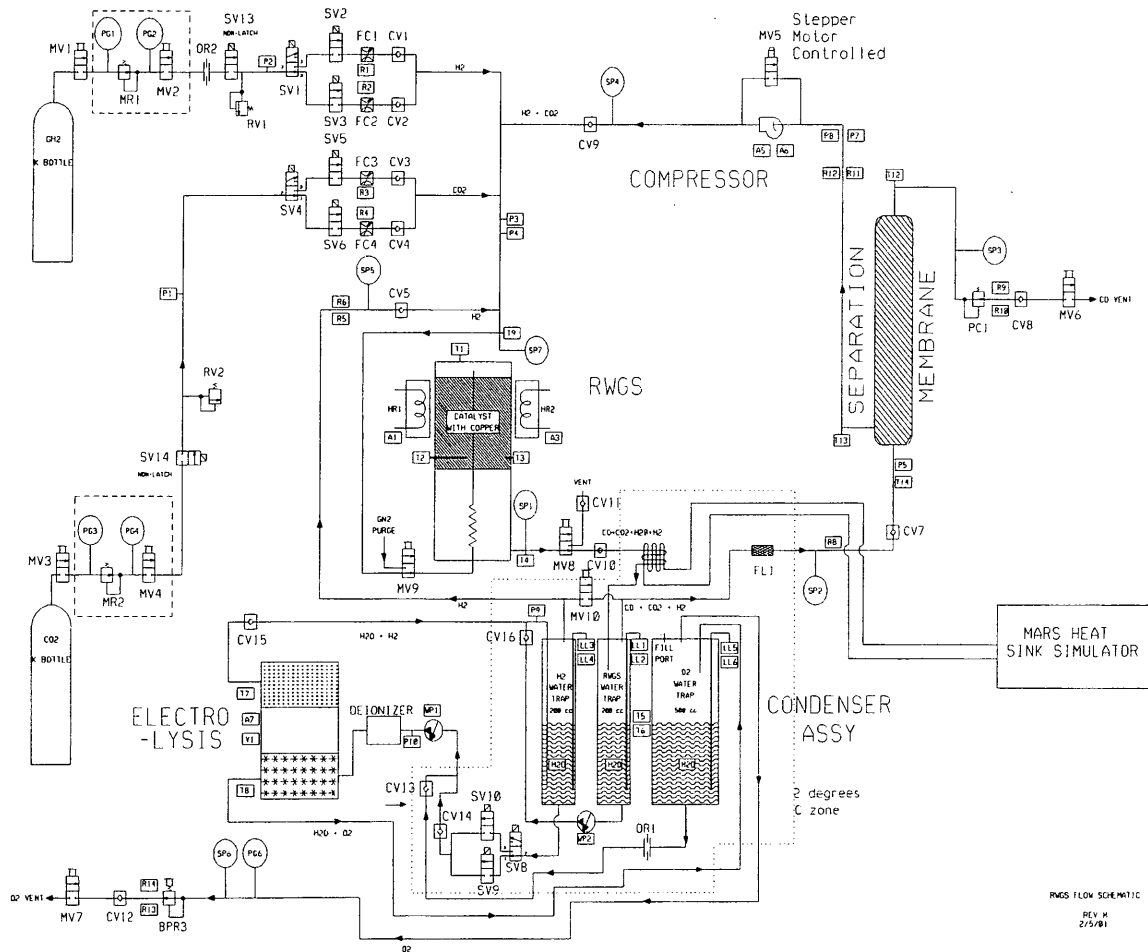 SV2
SV13
NON-LATCH
FC1
CV1
PG1
PG2
OR2
MV1
P2
R1
R2
H2
MR1
MV2
SV1
SV3
FC2
CV2
RV1
SV5
GH2
K BOTTLE
FC3
CV3
R3
R4
CO2
SV4
SV6
FC4
CV4
Stepper
MV5
Motor
Controlled
SP4
H2 + CO2
CV9
A5
A6
P8
P7
COMPRESSOR
R12
R11
T12
P3
P4
SP3
SP5
CV5
R6
R5
H2
P1
T9
SP7
T1
R9
R10
CO VENT
PC1
CV8
MV6
SEPARATION
MEMBRANE
RWGS
RV2
HR1
HR2
CATALYST
WITH COPPER
A1
A3
T2
T3
T13
P5
T14
SV14
NON-LATCH
PG3
PG4
MV3
MR2
MV4
GN2
PURGE
MV9
SP1
T4
VENT
CV11
CO+CO2+H2O+H2
MV8
CV10
R8
CV7
FL1
SP2
H2
MV10
CO + CO2 + H2
CO2
K BOTTLE
CV15
H2O + H2
P9
CV16
LL3
LL4
LL1
LL2
FILL
PORT
LL5
LL6
H2
WATER
TRAP
200 cc
RWGS
WATER
TRAP
200 cc
O2
WATER
TRAP
500 cc
MARS HEAT
SINK SIMULATOR
T7
A7
V1
T8
ELECTRO
-LYSIS
DEIONIZER
P10
WP1
T5
T6
CONDENSER
ASSY
H2O
H2O
H2O
CV13
SV10
CV14
WP2
OR1
2 degrees
C zone
H2O + O2
SV9
SV8
SP6
PG6
R14
R13
O2 VENT
MV7
CV12
BPR3
O2
RWGS FLOW SCHEMATIC
2/5/01